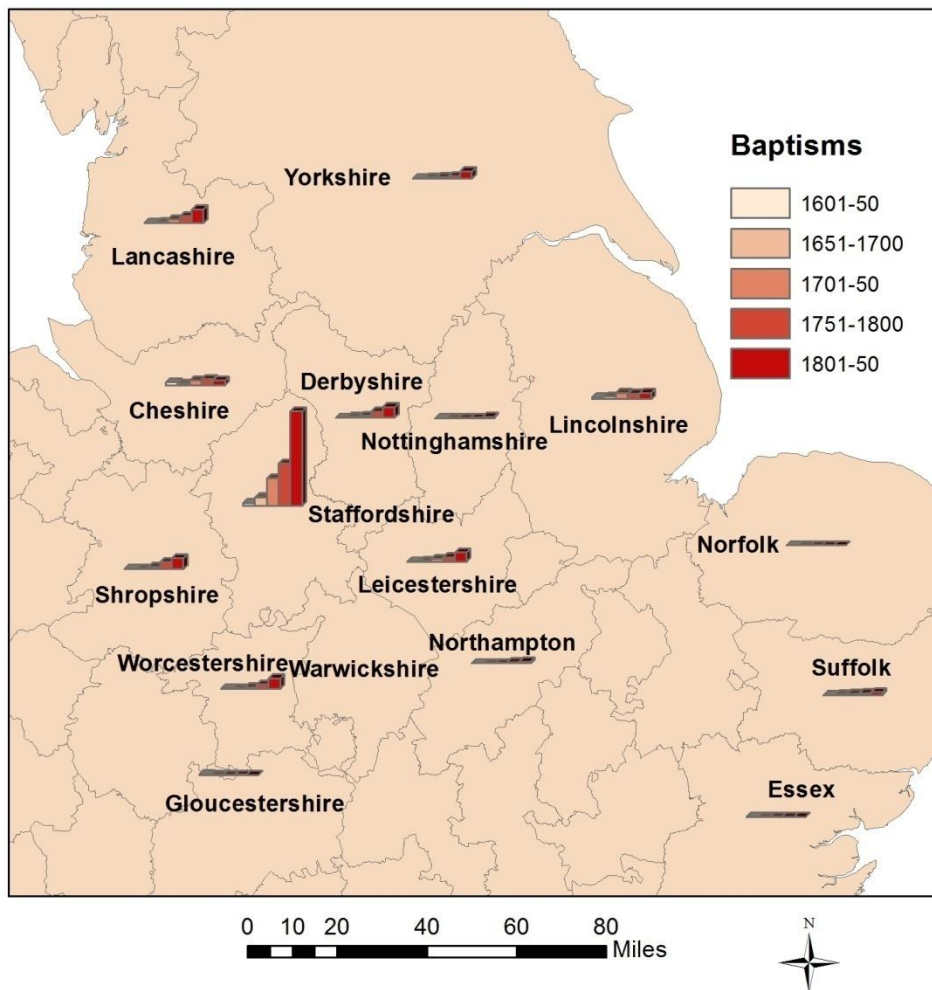 Yorkshire
Lancashire
Baptisms
1601-50
1651-1700
1701-50
1751-1800
1801-50
Cheshire
Derbyshire
Nottinghamshire
Lincolnshire
Staffordshire
Norfolk
Shropshire
Leicestershire
Worcestershire
Warwickshire
Northampton
Suffolk
Gloucestershire
Essex
0 10 20 40 60 80
Miles
N